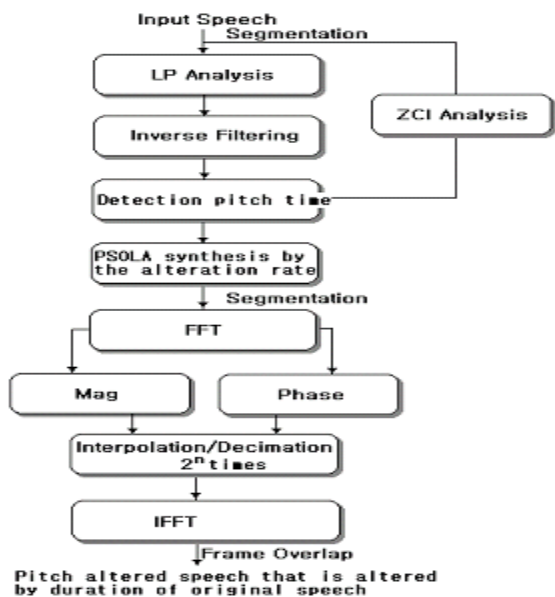 Input Speech
Segmentation
LP Analysis
ZCI Analysis
Inverse Filtering
Detection pitch time
PSOLA synthesis by
the alteration rate
Segmentation
FFT
Mag
Phase
Interpolation/Decimation
2ⁿtimes
IFFT
Frame Overlap
Pitch altered speech that is altered
by duration of original speech